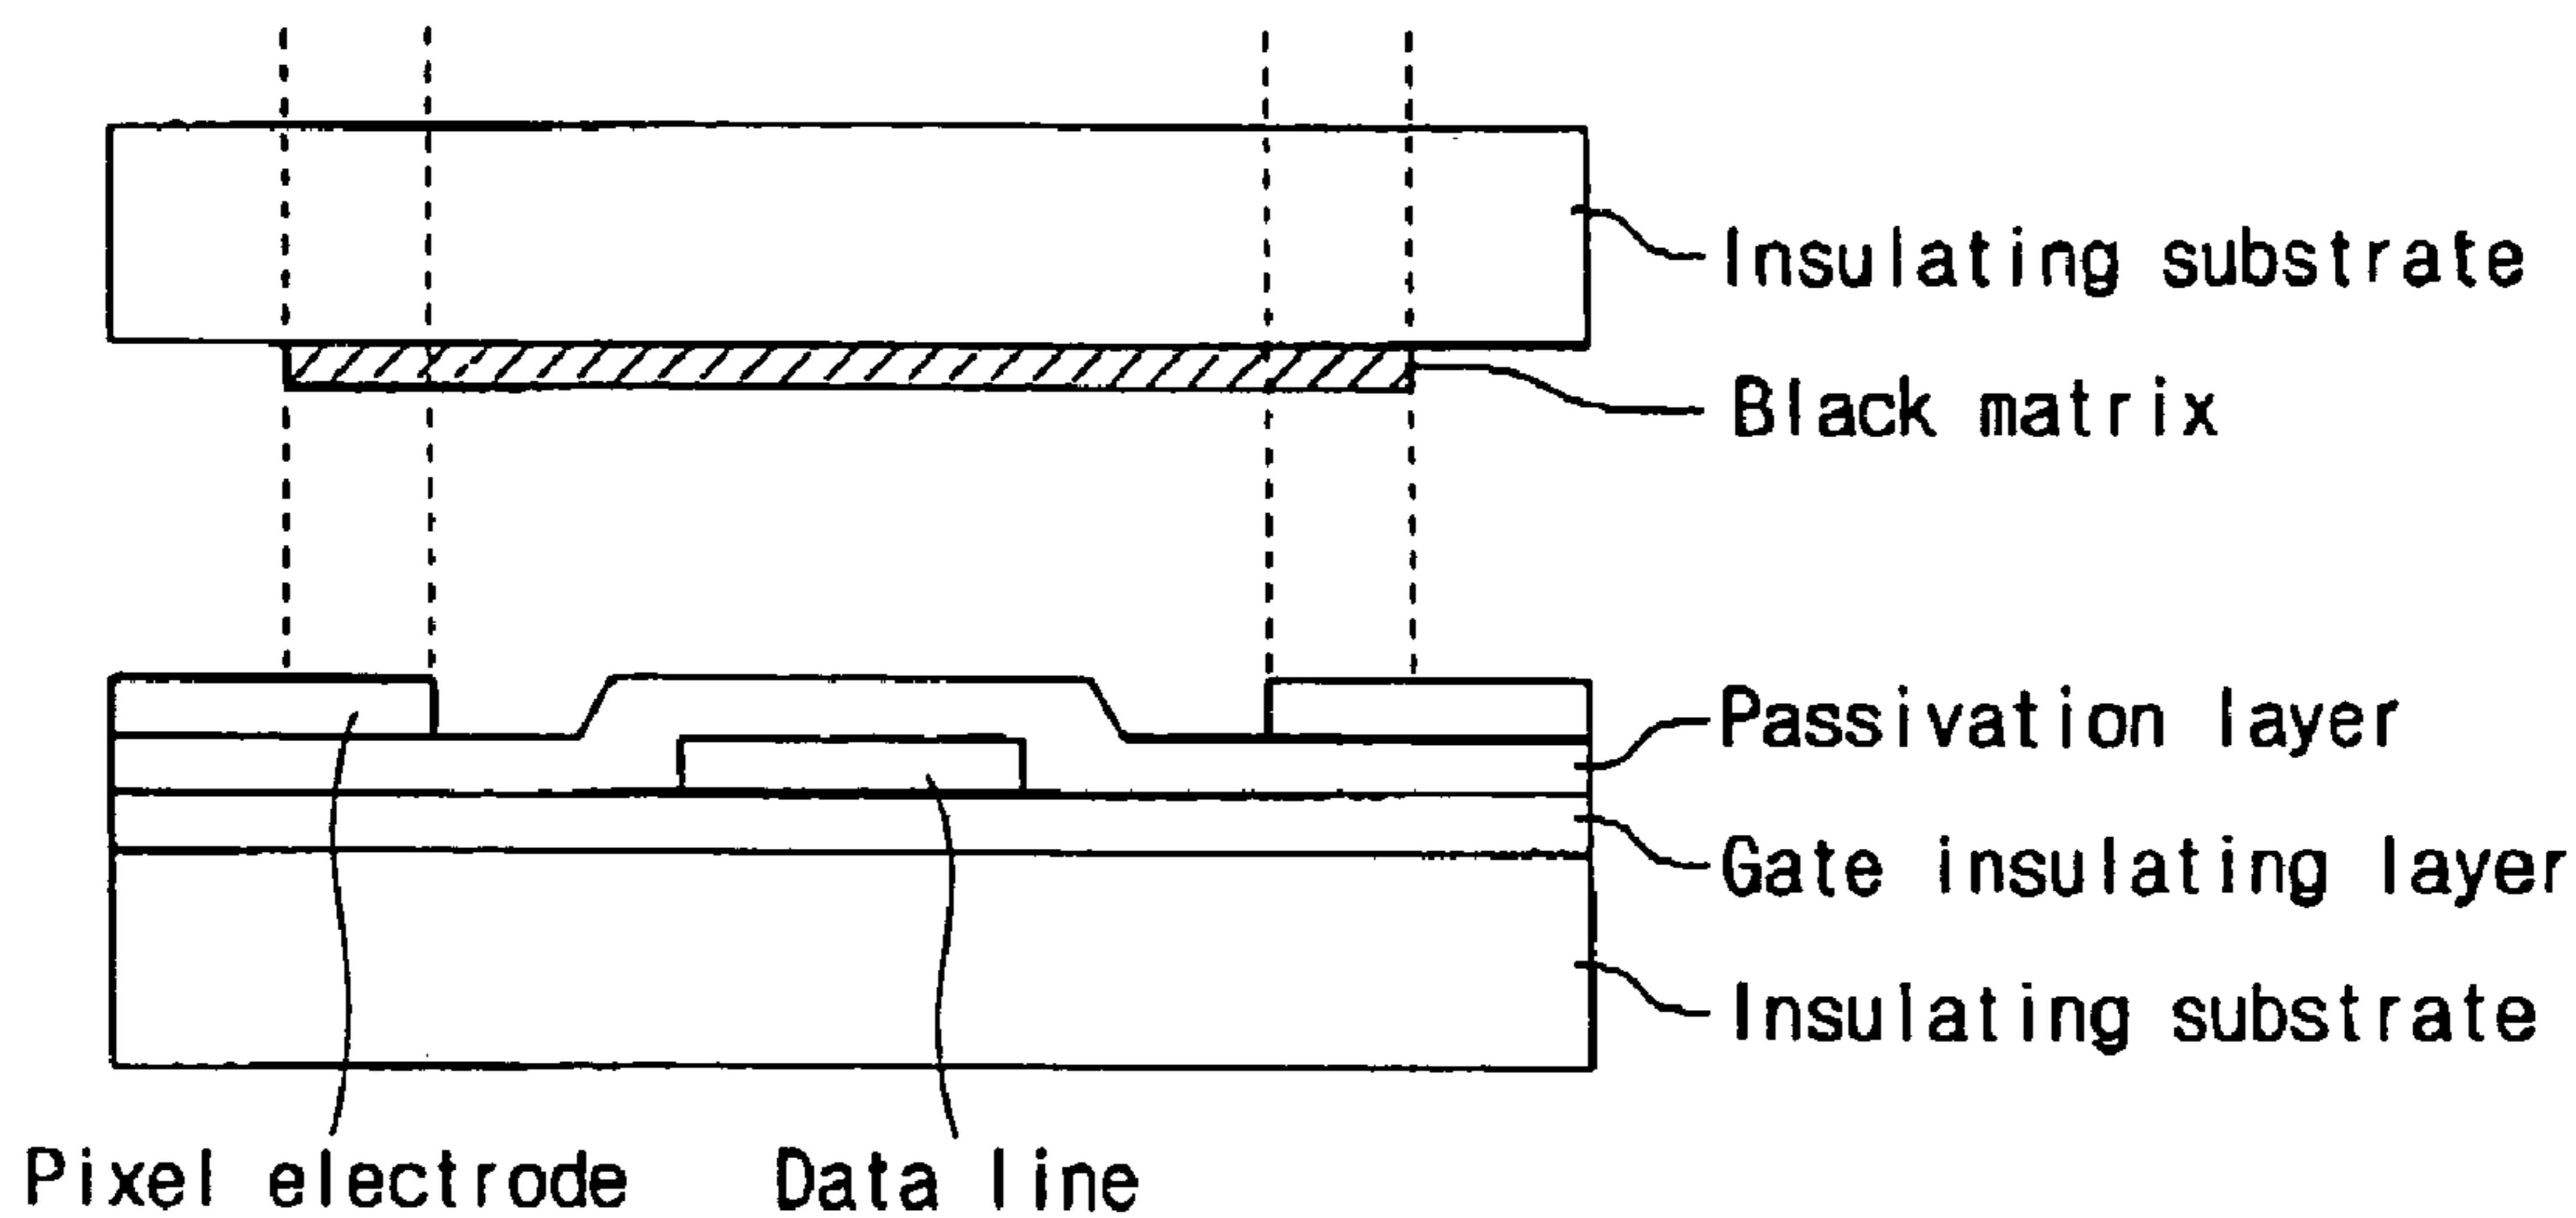 Insulating substrate
Black matrix
Passivation layer
Gate insulating layer
Insulating substrate
Pixel electrode
Data line